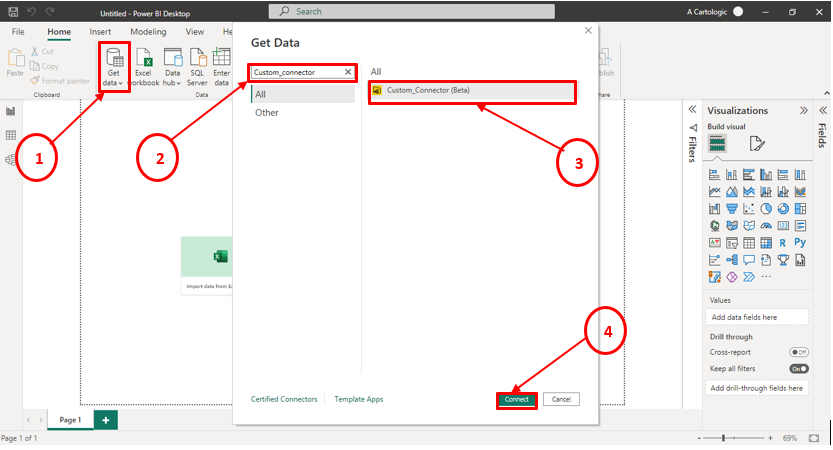 Untitled - Power BI Desktop
Search
A Cartologic
File Home Insert Modeling View He
Paste
Cut
Copy
Format painter
Clipboard
Get data
Excel workbook
Data hub
SQL Server
Enter data
Data
Get Data
Custom_connector
All
Other
All
Custom_Connector (Beta)
1
2
3
4
Import data from Ex
Certified Connectors
Template Apps
Connect
Cancel
Filters
Visualizations
Build visual
R
Py
123
Values
Add data fields here
Drill through
Cross-report
Off
Keep all filters
On
Add drill-through fields here
Fields
Page 1
Page 1 of 1
69%